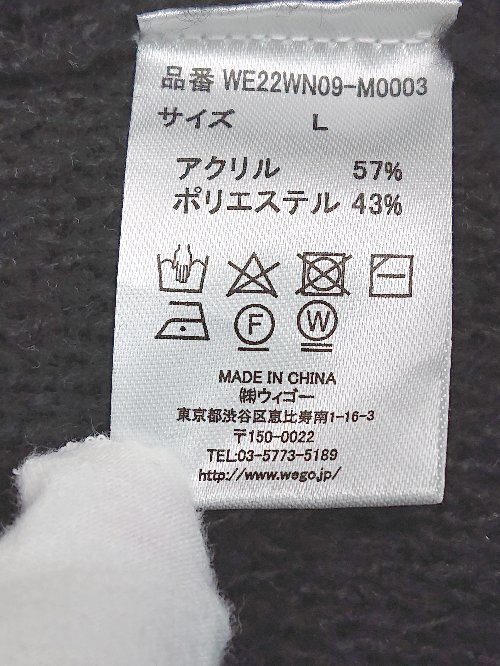 品番 WE22WN09-M0003
サイズ L
アクリル 57%
ポリエステル 43%
F W
MADE IN CHINA
㈱ウィゴー
東京都渋谷区恵比寿南1-16-3
〒150-0022
TEL:03-5773-5189
http://www.wego.jp/